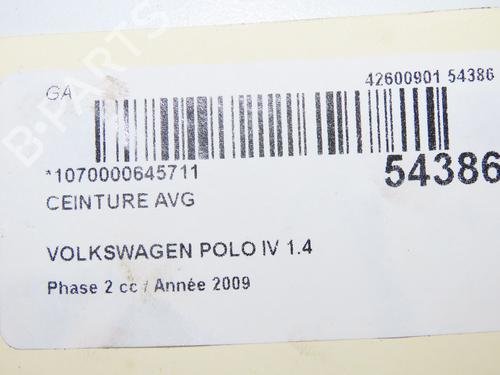 GA
42600901 54386
*1070000645711
54386
CEINTURE AVG
VOLKSWAGEN POLO IV 1.4
Phase 2 cc / Année 2009
B-PARTS